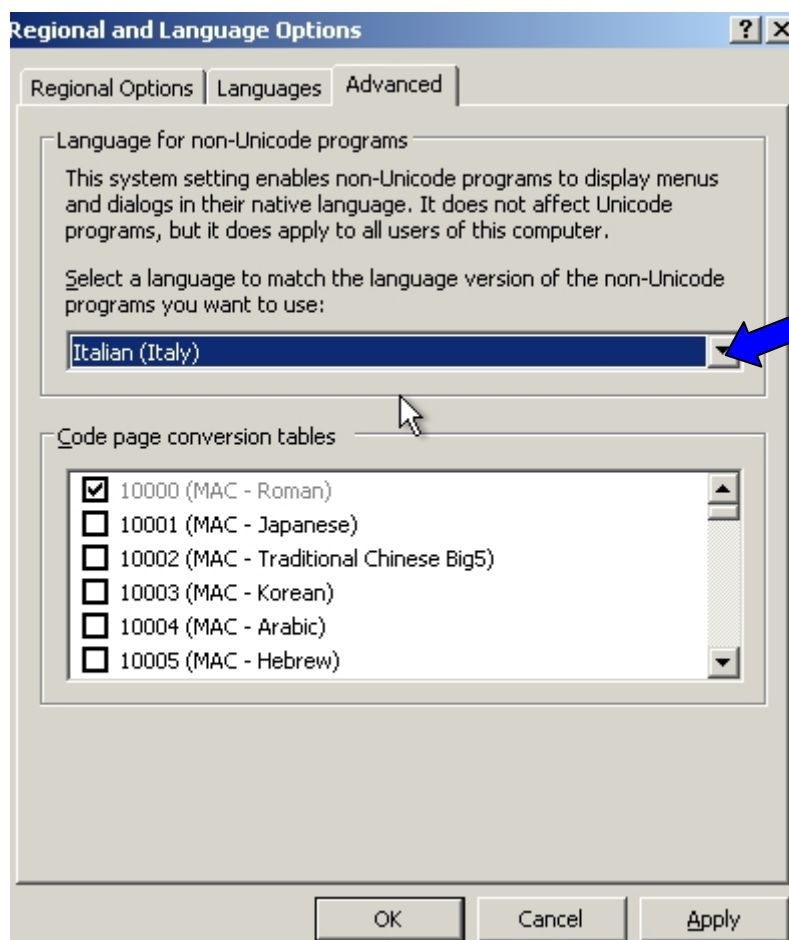 Regional and Language Options
Regional Options Languages Advanced
Language for non-Unicode programs
This system setting enables non-Unicode programs to display menus
and dialogs in their native language. It does not affect Unicode
programs, but it does apply to all users of this computer.
Select a language to match the language version of the non-Unicode
programs you want to use:
Italian (Italy)
Code page conversion tables
10000 (MAC - Roman)
10001 (MAC - Japanese)
10002 (MAC - Traditional Chinese Big5)
10003 (MAC - Korean)
10004 (MAC - Arabic)
10005 (MAC - Hebrew)
OK Cancel Apply